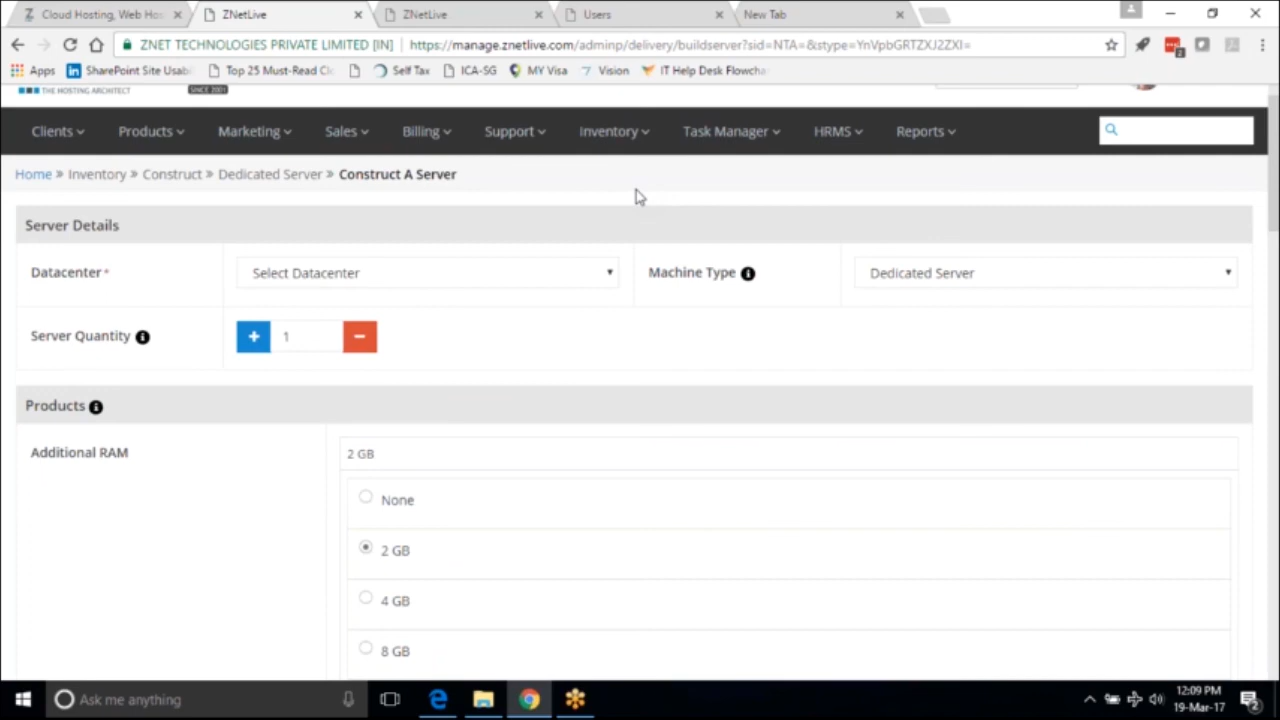 Cloud Hosting, Web Hos
ZNetLive
ZNetLive
Users
New Tab
ZNET TECHNOLOGIES PRIVATE LIMITED [IN] https://manage.znetlive.com/adminp/delivery/buildserver?sid=NTA=&stype=YnVpbGRTZXJ2ZXI=
Apps SharePoint Site Usab Top 25 Must-Read Cl Self Tax ICA-SG MY Visa Vision IT Help Desk Flowcha
THE HOSTING ARCHITECT SINCE 2001
Clients Products Marketing Sales Billing Support Inventory Task Manager HRMS Reports
Home » Inventory » Construct » Dedicated Server » Construct A Server
Server Details
Datacenter * Select Datacenter Machine Type Dedicated Server
Server Quantity + 1 -
Products
Additional RAM 2 GB
None
2 GB
4 GB
8 GB
Ask me anything
12:09 PM
19-Mar-17
2